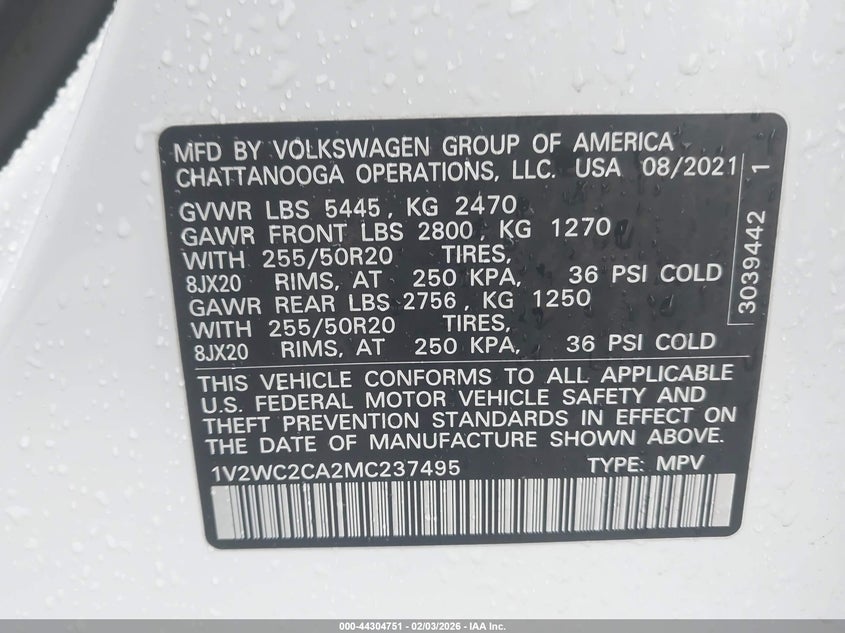 MFD BY VOLKSWAGEN GROUP OF AMERICA
CHATTANOOGA OPERATIONS, LLC. USA 08/2021
GVWR LBS 5445, KG 2470
GAWR FRONT LBS 2800, KG 1270
WITH 255/50R20 TIRES,
8JX20 RIMS, AT 250 KPA, 36 PSI COLD
GAWR REAR LBS 2756, KG 1250
WITH 255/50R20 TIRES,
8JX20 RIMS, AT 250 KPA, 36 PSI COLD
3039442 1
THIS VEHICLE CONFORMS TO ALL APPLICABLE
U.S. FEDERAL MOTOR VEHICLE SAFETY AND
THEFT PREVENTION STANDARDS IN EFFECT ON
THE DATE OF MANUFACTURE SHOWN ABOVE.
1V2WC2CA2MC237495 TYPE: MPV
000-44304751 - 02/03/2026 - IAA Inc.